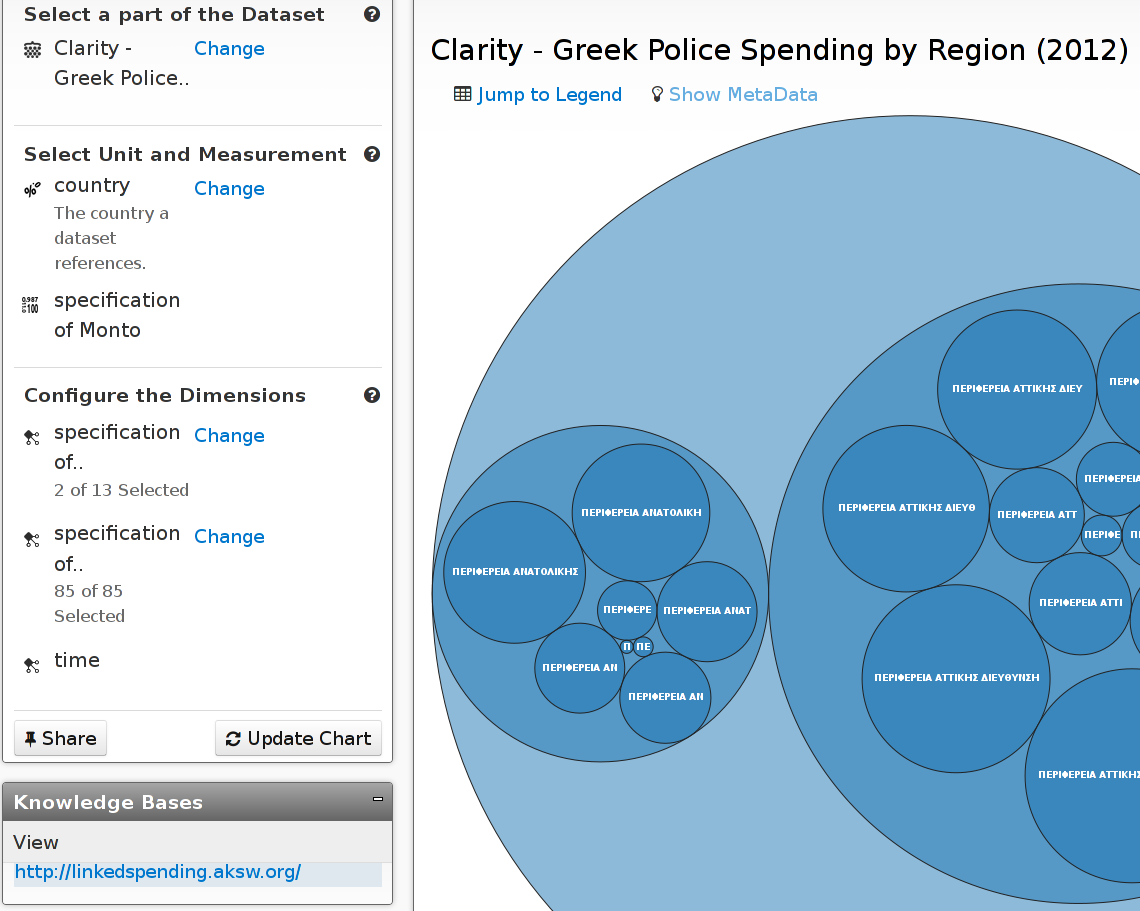 Select a part of the Dataset
Clarity -
Change
Greek Police..
Select Unit and Measurement
country
Change
The country a
dataset
references.
specification
of Monto
Configure the Dimensions
specification
Change
of..
2 of 13 Selected
specification
Change
of..
85 of 85
Selected
time
Share
Update Chart
Knowledge Bases
View
http://linkedspending.aksw.org/
Clarity - Greek Police Spending by Region (2012)
Jump to Legend
Show MetaData
ΠΕΡΙΦΕΡΕΙΑ ΑΝΑΤΟΛΙΚΗ
ΠΕΡΙΦΕΡΕΙΑ ΑΝΑΤΟΛΙΚΗΣ
ΠΕΡΙΦΕΡΕ
ΠΕΡΙΦΕΡΕΙΑ ΑΝΑΤ
Π
ΠΕ
ΠΕΡΙΦΕΡΕΙΑ ΑΝ
ΠΕΡΙΦΕΡΕΙΑ ΑΝ
ΠΕΡΙΦΕΡΕΙΑ ΑΤΤΙΚΗΣ ΔΙΕΥ
ΠΕΡΙΦ
ΠΕΡΙΦΕΡΕΙΑ
ΠΕΡΙΦΕΡΕΙΑ ΑΤΤΙΚΗΣ ΔΙΕΥΘ
ΠΕΡΙΦΕΡΕΙΑ ΑΤΤ
ΠΕΡΙΦΕ
ΠΕΡΙΦΕΡΕΙΑ ΑΤΤΙ
ΠΕΡΙΦΕΡΕΙΑ ΑΤΤΙΚΗΣ ΔΙΕΥΘΥΝΣΗ
ΠΕΡΙΦΕΡΕΙΑ ΑΤΤΙΚΗΣ